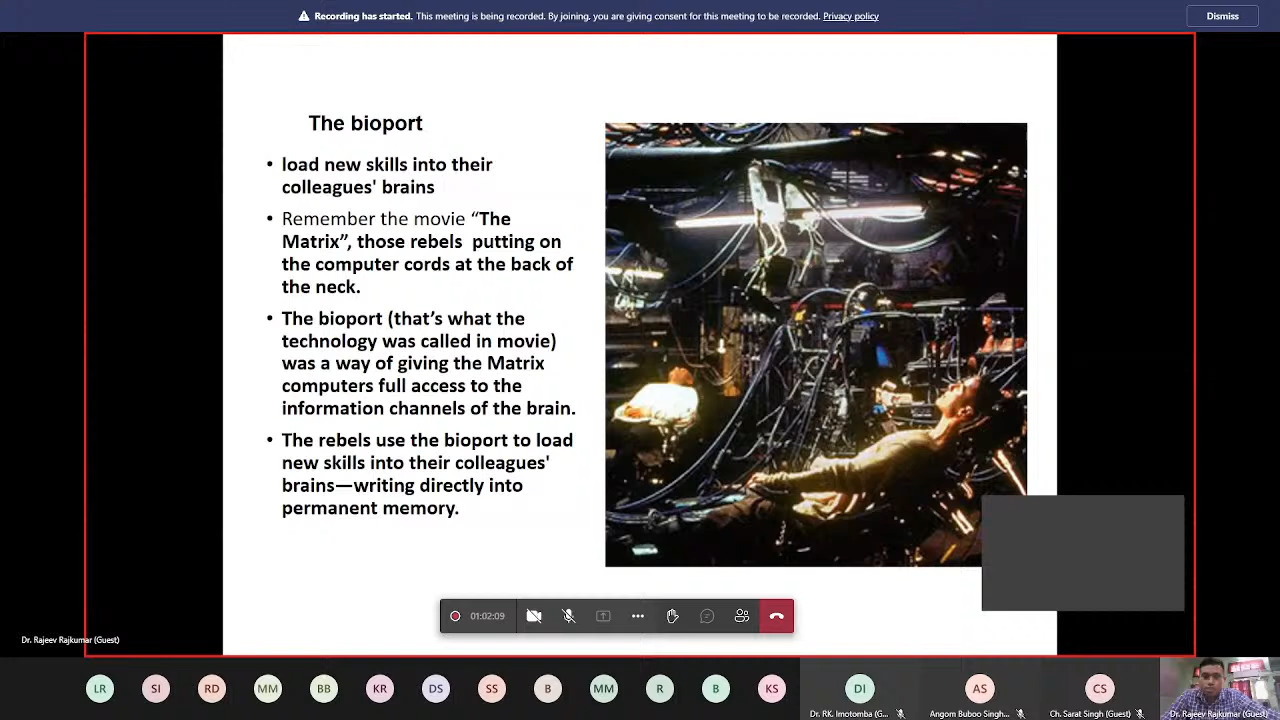 Recording has started. This meeting is being recorded. By joining, you are giving consent for this meeting to be recorded. Privacy policy
Dismiss
The bioport
• load new skills into their
colleagues' brains
• Remember the movie “The
Matrix”, those rebels putting on
the computer cords at the back of
the neck.
• The bioport (that’s what the
technology was called in movie)
was a way of giving the Matrix
computers full access to the
information channels of the brain.
• The rebels use the bioport to load
new skills into their colleagues'
brains—writing directly into
permanent memory.
01:02:09
Dr. Rajeev Rajkumar (Guest)
LR SI RD MM BB KR DS SS B MM R B KS DI AS CS
Dr. RK. Imotomba (G... Angom Buboo Singh... Ch. Sarat Singh (Guest) Dr. Rajeev Rajkumar (Guest)